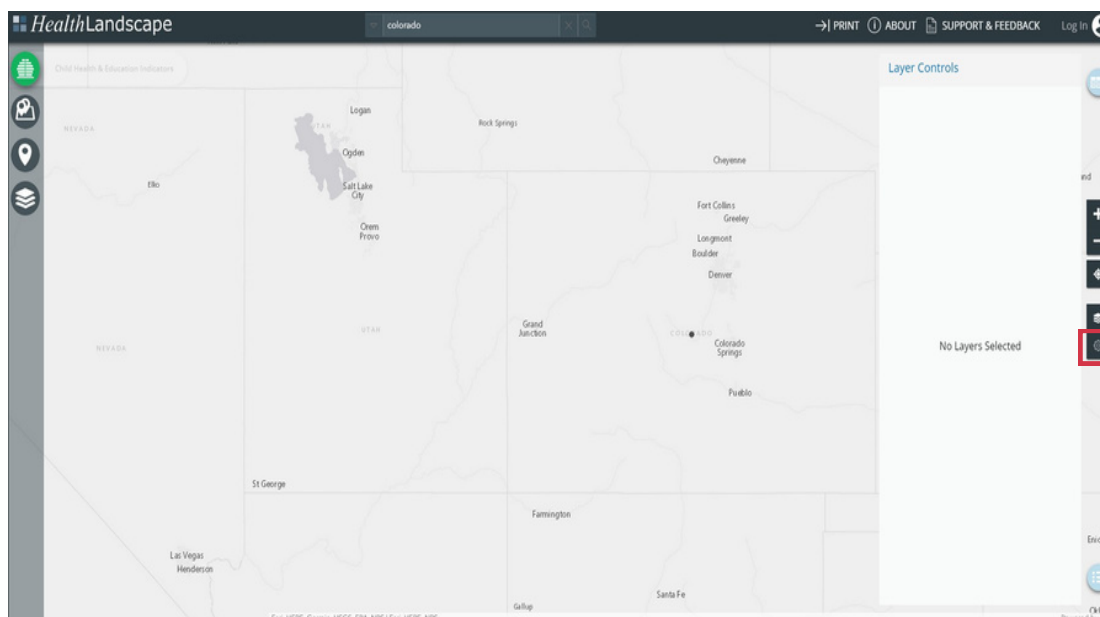 HealthLandscape
colorado
PRINT
ABOUT
SUPPORT & FEEDBACK
Log In
Child Health & Education Indicators
Layer Controls
NEVADA
Logan
UTAH
Rock Springs
Ogden
Cheyenne
Elko
Salt Lake
City
Fort Collins
Greeley
Orem
Provo
Longmont
Boulder
Denver
UTAH
Grand
Junction
COLORADO
Colorado
Springs
NEVADA
No Layers Selected
Pueblo
St George
Farmington
Las Vegas
Henderson
Santa Fe
Gallup